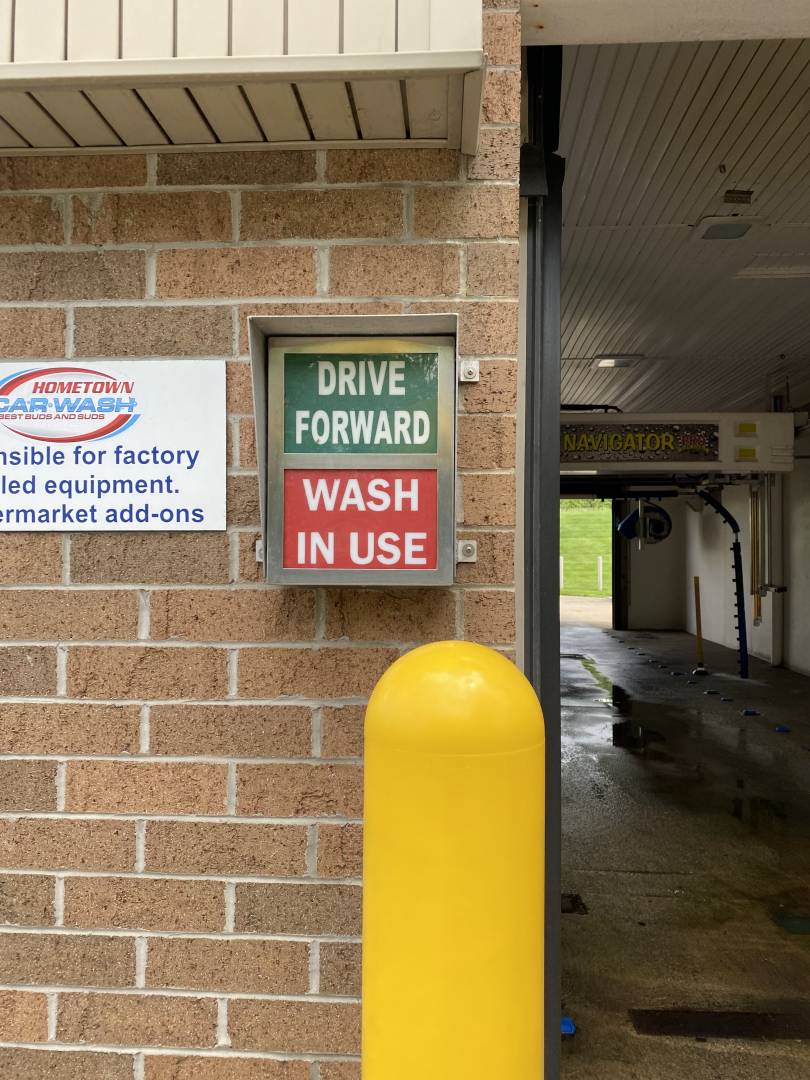 HOMETOWN
CAR•WASH
BEST BUDS AND SUDS
nsible for factory
led equipment.
ermarket add-ons
DRIVE
FORWARD
WASH
IN USE
NAVIGATOR